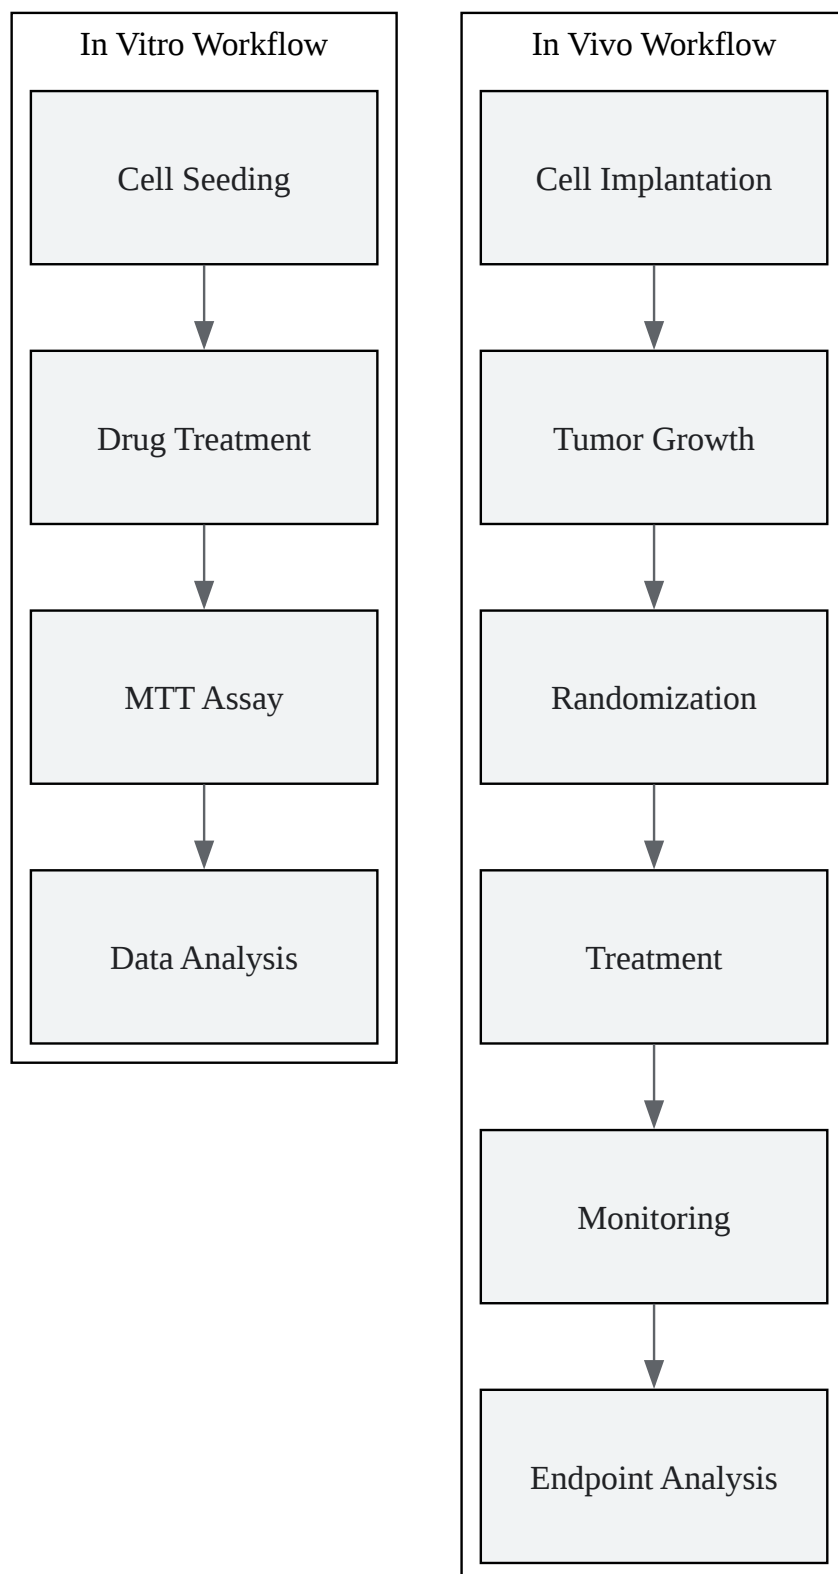 In Vitro Workflow
Cell Seeding
Drug Treatment
MTT Assay
Data Analysis
In Vivo Workflow
Cell Implantation
Tumor Growth
Randomization
Treatment
Monitoring
Endpoint Analysis